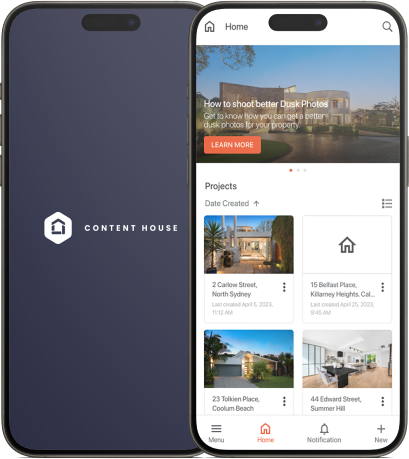 CONTENT HOUSE
Home
How to shoot better Dusk Photos
Get to know how you can get a better
dusk photos for your property.
LEARN MORE
Projects
Date Created
2 Carlow Street,
North Sydney
Last created April 5, 2023,
11:12 AM
15 Belfast Place,
Killarney Heights. Cal...
Last created April 25, 2023,
9:45 AM
23 Tolkien Place,
Coolum Beach
44 Edward Street,
Summer Hill
Menu
Home
Notification
New